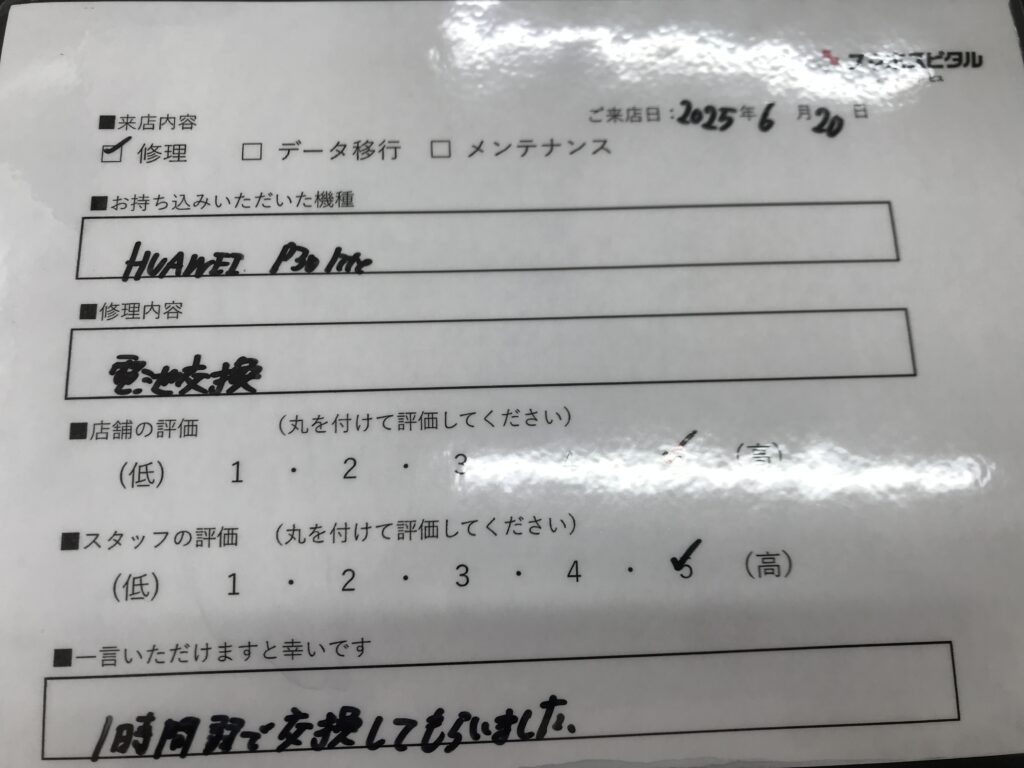 ピタル
■来店内容
ご来店日:2025年6月20日
修理 □ データ移行 □ メンテナンス
■お持ち込みいただいた機種
HUAWEI P30 lite
■修理内容
電池交換
■店舗の評価 (丸を付けて評価してください)
(低) 1 ・ 2 ・ 3 (高)
■スタッフの評価 (丸を付けて評価してください)
(低) 1 ・ 2 ・ 3 ・ 4 ・ 5 (高)
■一言いただけますと幸いです
1時間弱で交換してもらいました。